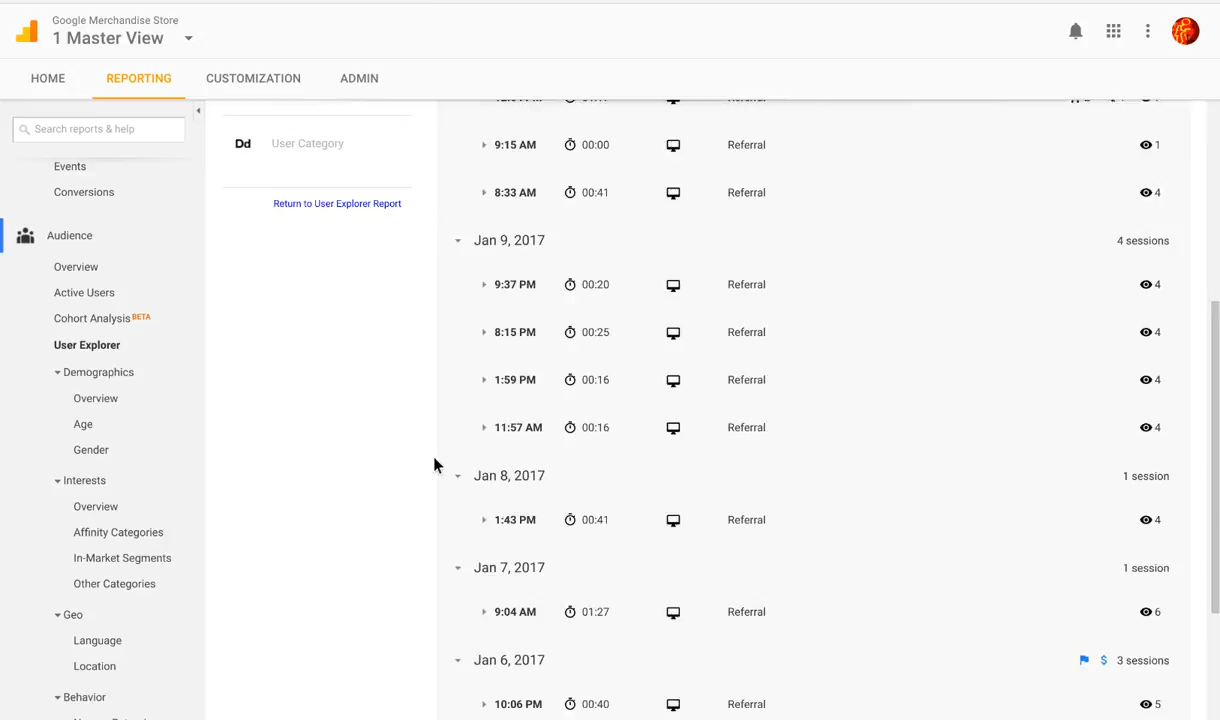 Google Merchandise Store
1 Master View
HOME REPORTING CUSTOMIZATION ADMIN
Search reports & help
Events
Conversions
Audience
Overview
Active Users
Cohort Analysis BETA
User Explorer
Demographics
Overview
Age
Gender
Interests
Overview
Affinity Categories
In-Market Segments
Other Categories
Geo
Language
Location
Behavior
Dd User Category
Return to User Explorer Report
Referral
9:15 AM 00:00 Referral 1
8:33 AM 00:41 Referral 4
Jan 9, 2017 4 sessions
9:37 PM 00:20 Referral 4
8:15 PM 00:25 Referral 4
1:59 PM 00:16 Referral 4
11:57 AM 00:16 Referral 4
Jan 8, 2017 1 session
1:43 PM 00:41 Referral 4
Jan 7, 2017 1 session
9:04 AM 01:27 Referral 6
Jan 6, 2017 $ 3 sessions
10:06 PM 00:40 Referral 5